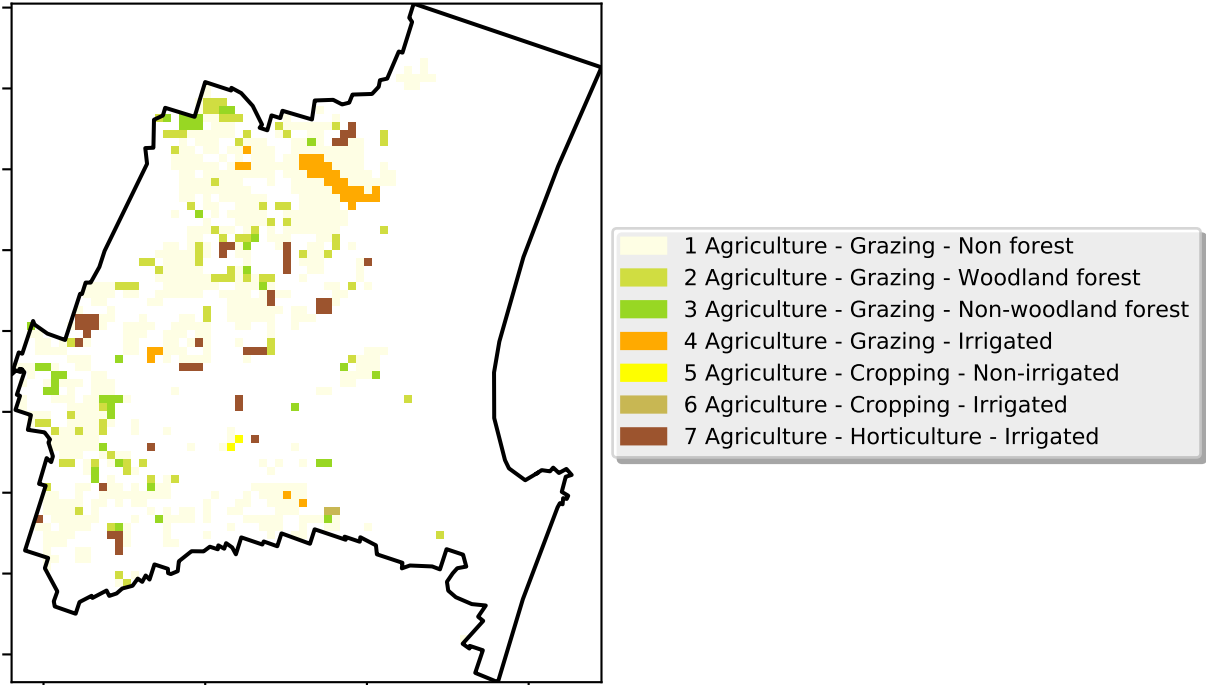 1 Agriculture - Grazing - Non forest
2 Agriculture - Grazing - Woodland forest
3 Agriculture - Grazing - Non-woodland forest
4 Agriculture - Grazing - Irrigated
5 Agriculture - Cropping - Non-irrigated
6 Agriculture - Cropping - Irrigated
7 Agriculture - Horticulture - Irrigated